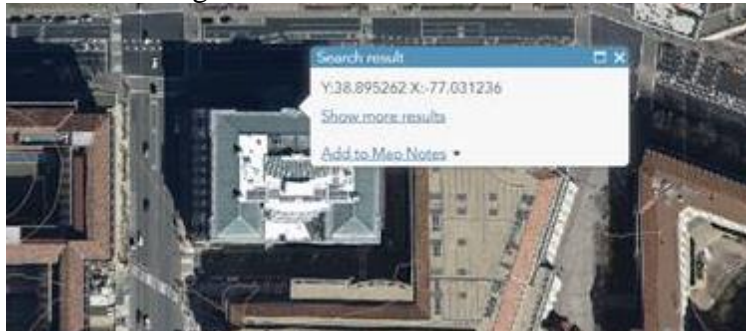 Search result
Y:38.895262 X:-77.031236
Show more results
Add to Map Notes